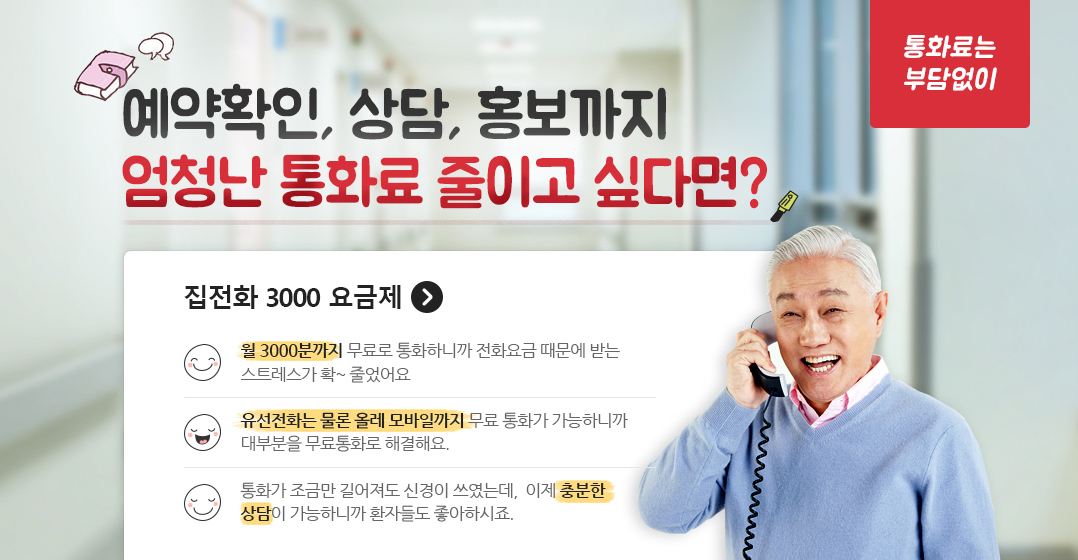 통화료는
부담없이
예약확인, 상담, 홍보까지
엄청난 통화료 줄이고 싶다면?
집전화 3000 요금제
월 3000분까지 무료로 통화하니까 전화요금 때문에 받는
스트레스가 확~ 줄었어요
유선전화는 물론 올레 모바일까지 무료 통화가 가능하니까
대부분을 무료통화로 해결해요.
통화가 조금만 길어져도 신경이 쓰였는데, 이제 충분한
상담이 가능하니까 환자들도 좋아하시죠.